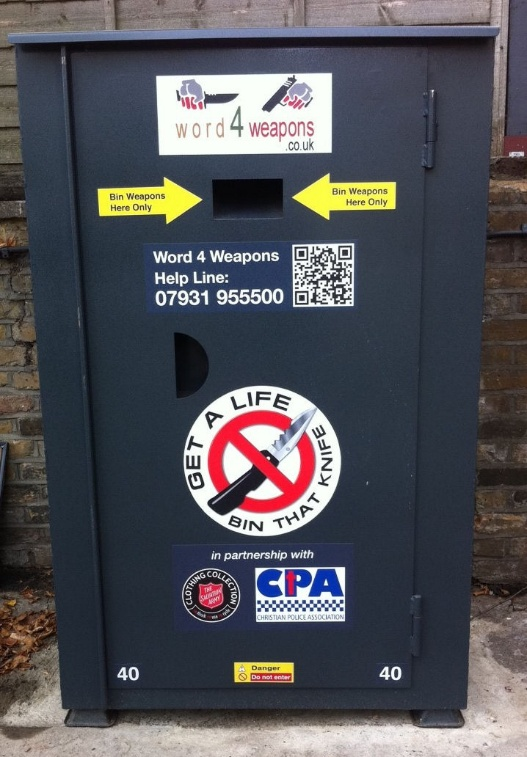 word 4 weapons
.co.uk
Bin Weapons
Here Only
Bin Weapons
Here Only
Word 4 Weapons
Help Line:
07931 955500
GET A LIFE
BIN THAT KNIFE
in partnership with
CLOTHING COLLECTION
THE
SALVATION
ARMY
CPA
CHRISTIAN POLICE ASSOCIATION
40
Danger
Do not enter
40